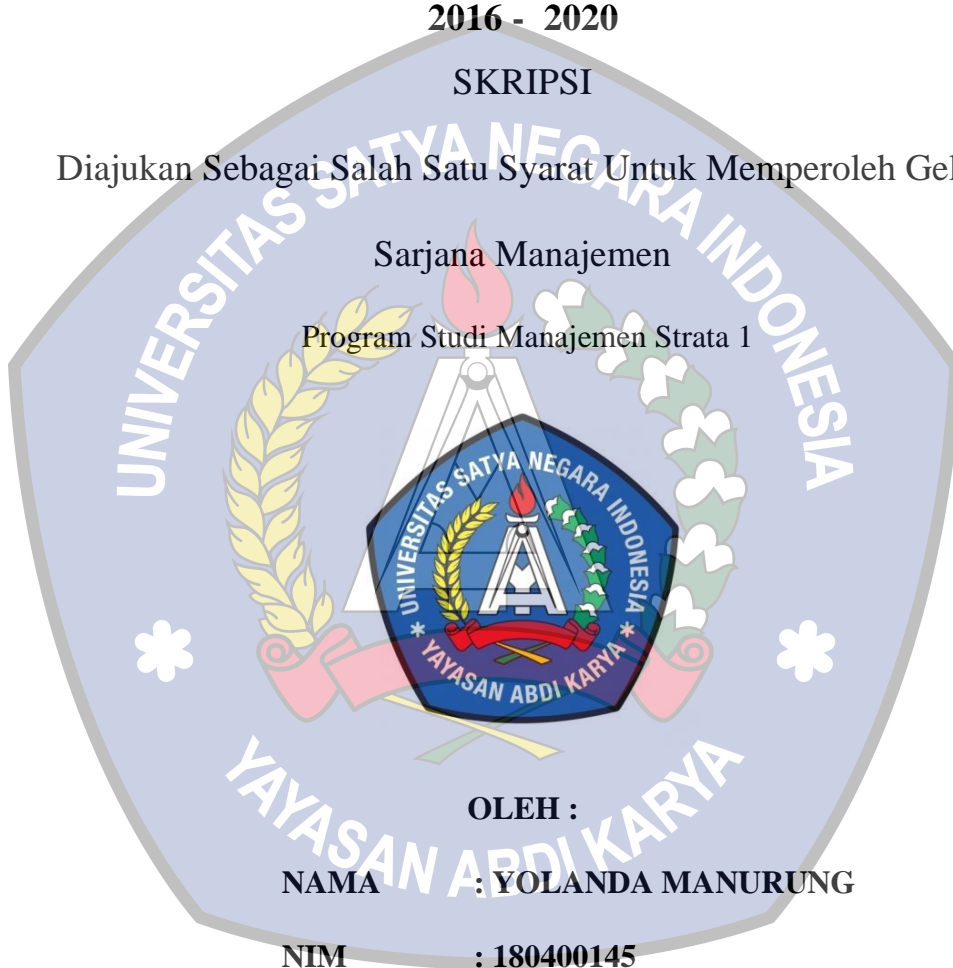 2016 - 2020
SKRIPSI
Diajukan Sebagai Salah Satu Syarat Untuk Memperoleh Gel
Sarjana Manajemen
Program Studi Manajemen Strata 1
UNIVERSITAS SATYA NEGARA INDONESIA
YAYASAN ABDI KARYA
UNIVERSITAS SATYA NEGARA INDONESIA
YAYASAN ABDI KARYA
OLEH :
NAMA : YOLANDA MANURUNG
NIM : 180400145